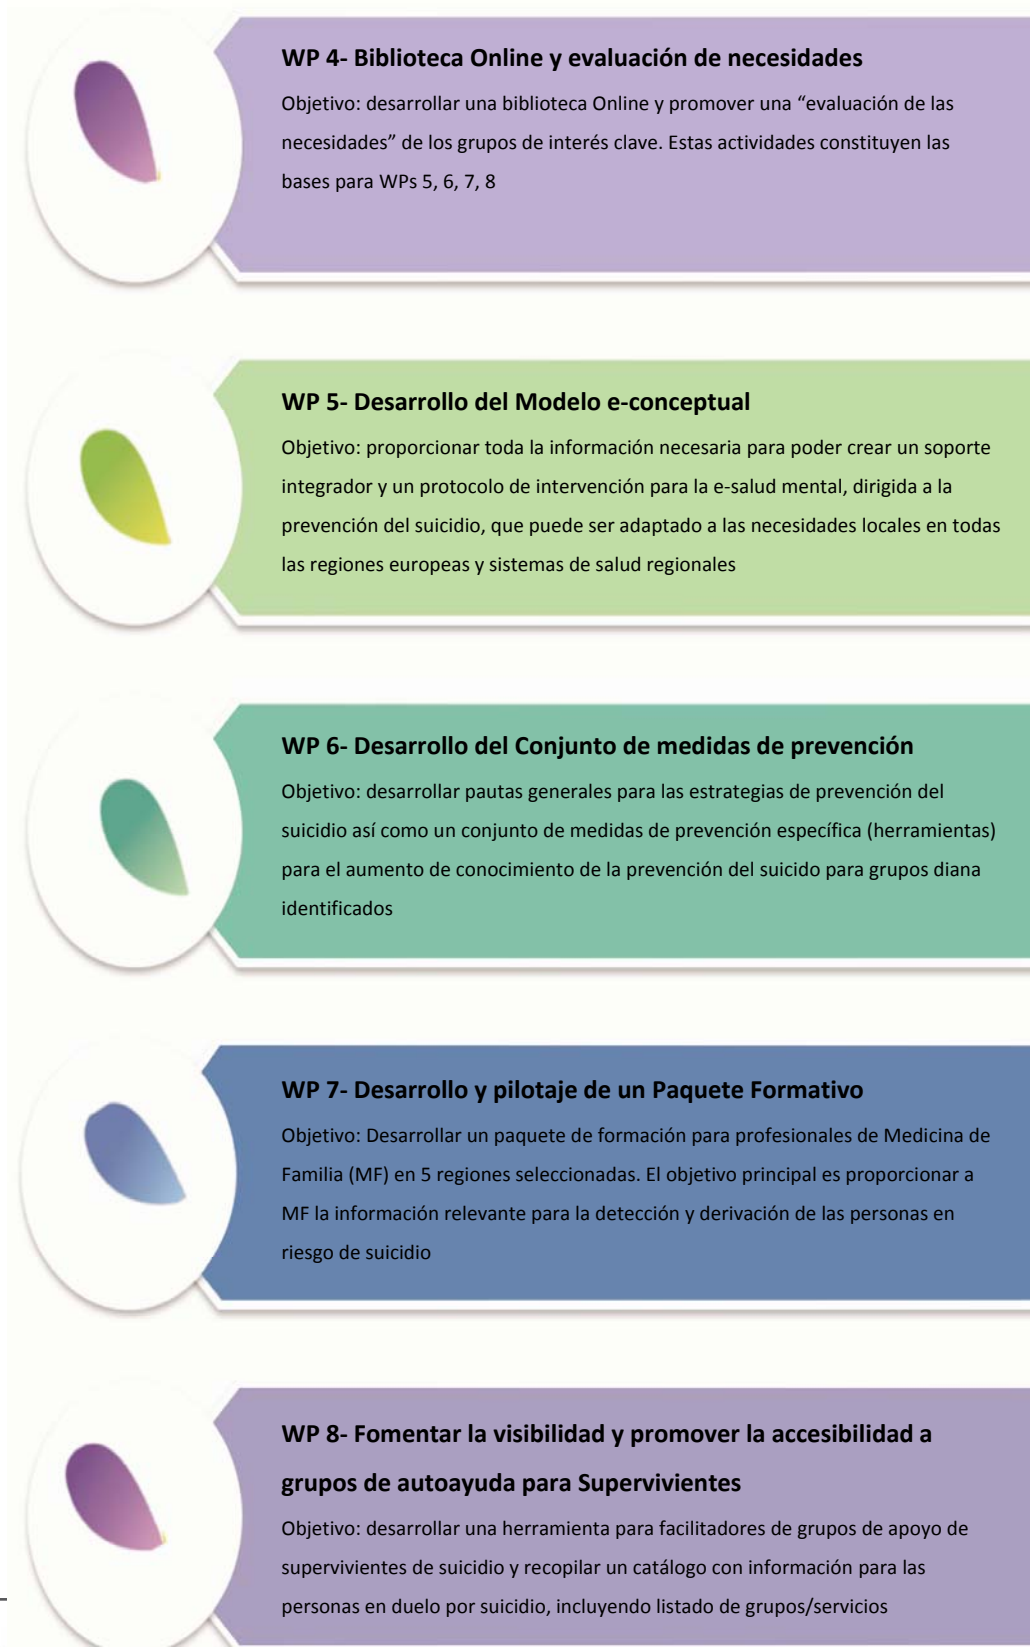 WP 4- Biblioteca Online y evaluación de necesidades
Objetivo: desarrollar una biblioteca Online y promover una “evaluación de las
necesidades” de los grupos de interés clave. Estas actividades constituyen las
bases para WPs 5, 6, 7, 8
WP 5- Desarrollo del Modelo e-conceptual
Objetivo: proporcionar toda la información necesaria para poder crear un soporte
integrador y un protocolo de intervención para la e-salud mental, dirigida a la
prevención del suicidio, que puede ser adaptado a las necesidades locales en todas
las regiones europeas y sistemas de salud regionales
WP 6- Desarrollo del Conjunto de medidas de prevención
Objetivo: desarrollar pautas generales para las estrategias de prevención del
suicidio así como un conjunto de medidas de prevención específica (herramientas)
para el aumento de conocimiento de la prevención del suicido para grupos diana
identificados
WP 7- Desarrollo y pilotaje de un Paquete Formativo
Objetivo: Desarrollar un paquete de formación para profesionales de Medicina de
Familia (MF) en 5 regiones seleccionadas. El objetivo principal es proporcionar a
MF la información relevante para la detección y derivación de las personas en
riesgo de suicidio
WP 8- Fomentar la visibilidad y promover la accesibilidad a
grupos de autoayuda para Supervivientes
Objetivo: desarrollar una herramienta para facilitadores de grupos de apoyo de
supervivientes de suicidio y recopilar un catálogo con información para las
personas en duelo por suicidio, incluyendo listado de grupos/servicios